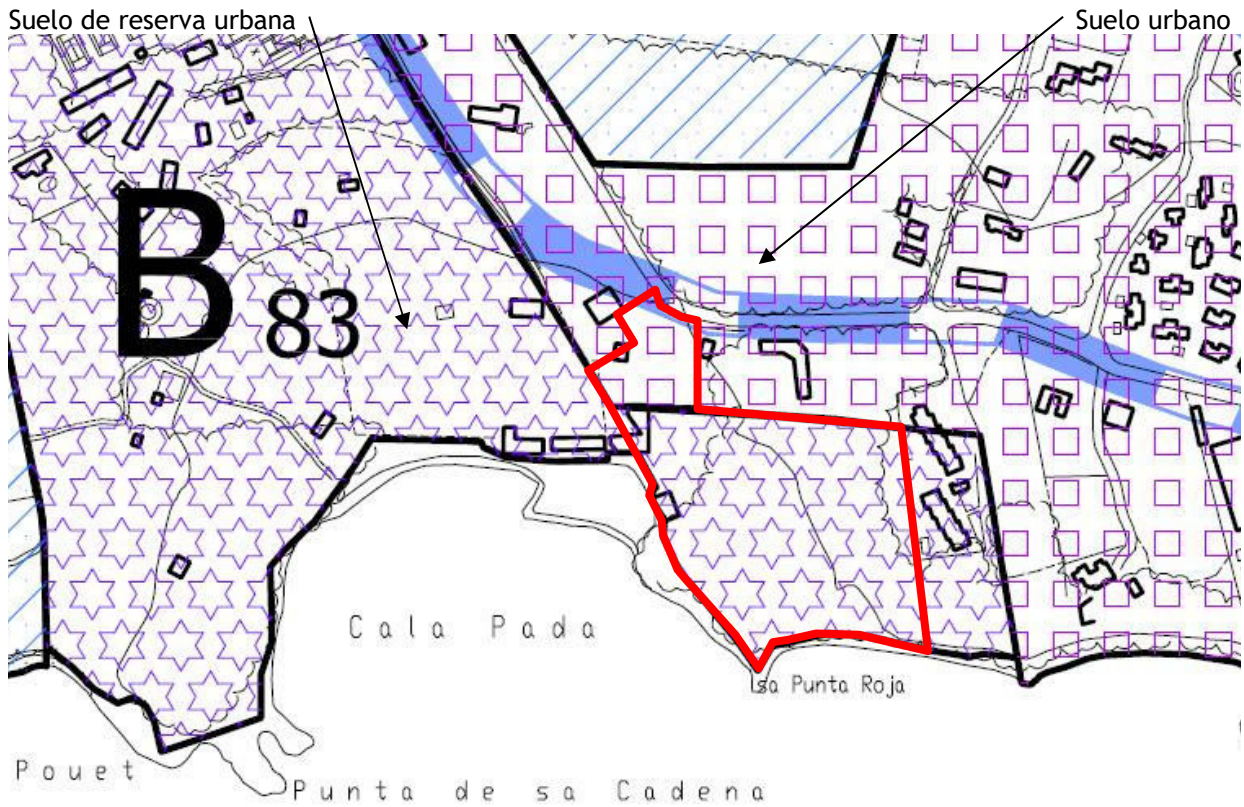 Suelo de reserva urbana
Suelo urbano
B 83
Cala Pada
sa Punta Roja
Pouet
Punta de sa Cadena